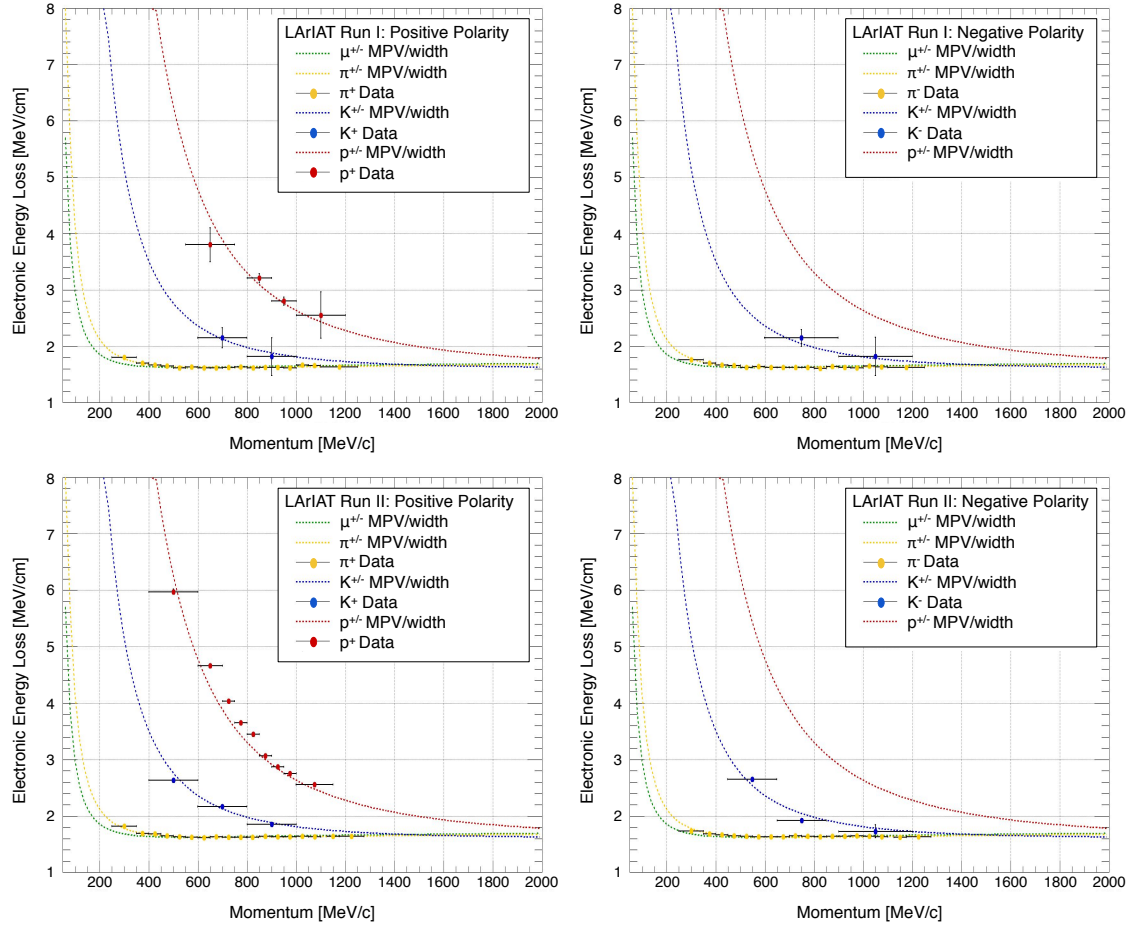 LArIAT Run I: Positive Polarity
μ+/- MPV/width
π+/- MPV/width
π+ Data
K+/- MPV/width
K+ Data
p+/- MPV/width
p+ Data
Electronic Energy Loss [MeV/cm]
8
7
6
5
4
3
2
1
200 400 600 800 1000 1200 1400 1600 1800 2000
Momentum [MeV/c]
LArIAT Run I: Negative Polarity
μ+/- MPV/width
π+/- MPV/width
π- Data
K+/- MPV/width
K- Data
p+/- MPV/width
Electronic Energy Loss [MeV/cm]
8
7
6
5
4
3
2
1
200 400 600 800 1000 1200 1400 1600 1800 2000
Momentum [MeV/c]
LArIAT Run II: Positive Polarity
μ+/- MPV/width
π+/- MPV/width
π+ Data
K+/- MPV/width
K+ Data
p+/- MPV/width
p+ Data
Electronic Energy Loss [MeV/cm]
8
7
6
5
4
3
2
1
200 400 600 800 1000 1200 1400 1600 1800 2000
Momentum [MeV/c]
LArIAT Run II: Negative Polarity
μ+/- MPV/width
π+/- MPV/width
π- Data
K+/- MPV/width
K- Data
p+/- MPV/width
Electronic Energy Loss [MeV/cm]
8
7
6
5
4
3
2
1
200 400 600 800 1000 1200 1400 1600 1800 2000
Momentum [MeV/c]